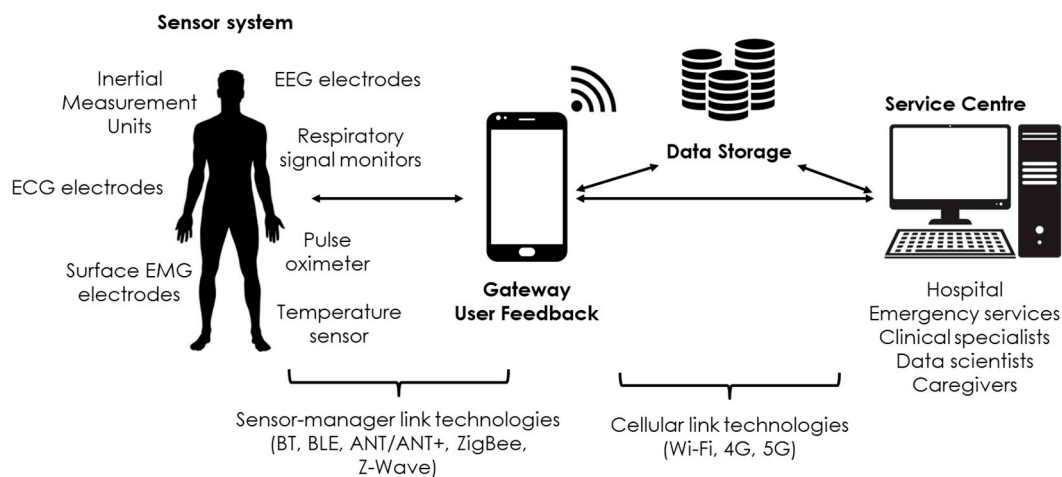 Sensor system
Inertial
Measurement
Units
EEG electrodes
Respiratory
signal monitors
ECG electrodes
Pulse
oximeter
Surface EMG
electrodes
Temperature
sensor
Gateway
User Feedback
Data Storage
Service Centre
Hospital
Emergency services
Clinical specialists
Data scientists
Caregivers
Sensor-manager link technologies
(BT, BLE, ANT/ANT+, ZigBee,
Z-Wave)
Cellular link technologies
(Wi-Fi, 4G, 5G)